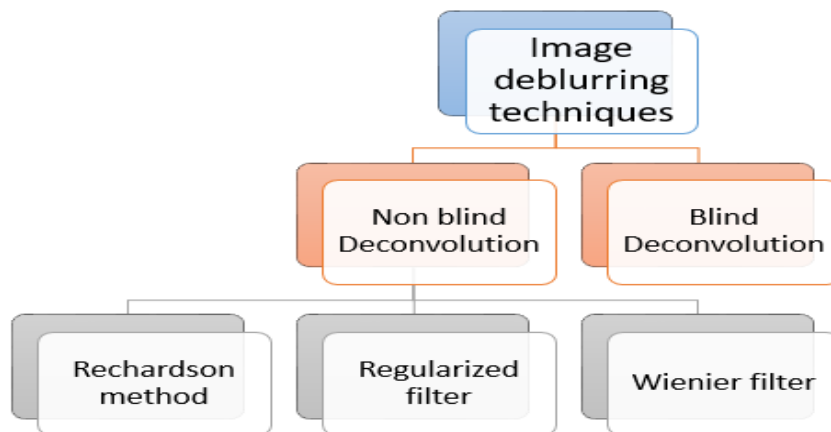 Image
deblurring
techniques
Non blind
Deconvolution
Blind
Deconvolution
Rechardson
method
Regularized
filter
Wienier filter